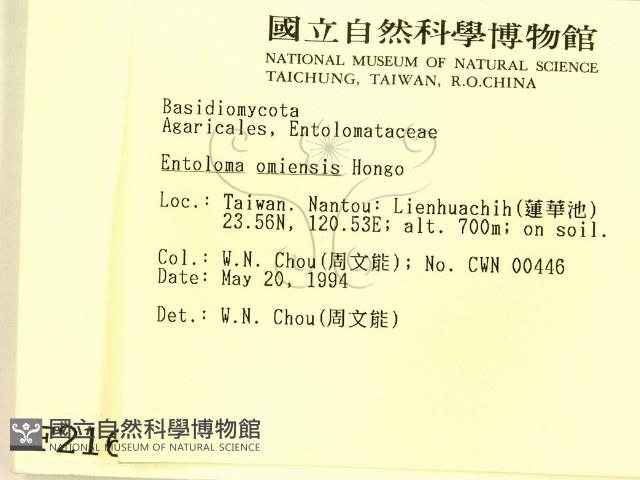 國立自然科學博物館
NATIONAL MUSEUM OF NATURAL SCIENCE
TAICHUNG, TAIWAN, R.O.CHINA
Basidiomycota
Agaricales, Entolomataceae
Entoloma omiensis Hongo
Loc.: Taiwan. Nantou: Lienhuachih(蓮華池)
23.56N, 120.53E; alt. 700m; on soil.
Col.: W.N. Chou(周文能); No. CWN 00446
Date: May 20, 1994
Det.: W.N. Chou(周文能)
國立自然科學博物館
NATIONAL MUSEUM OF NATURAL SCIENCE